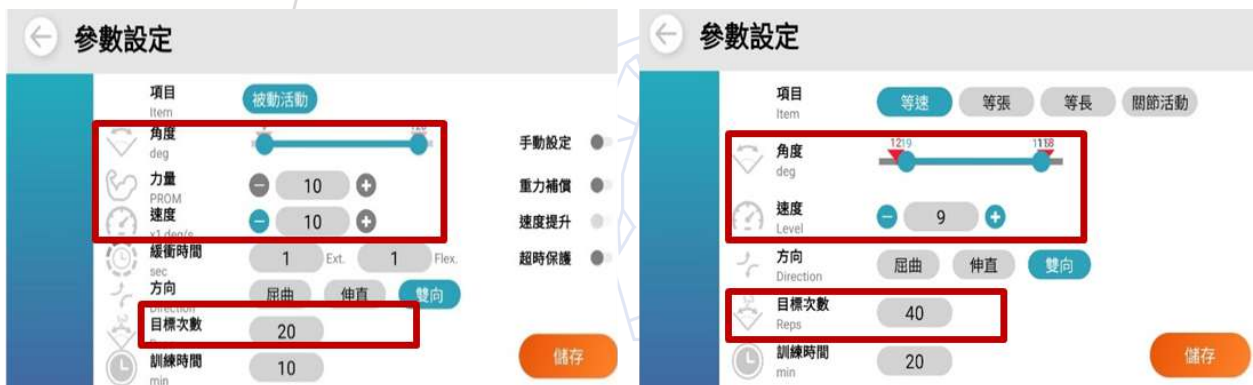 參數設定
項目 被動活動
Item
角度
deg
手動設定
力量 10 重力補償
PROM
速度 10 速度提升
x1 deg/s
緩衝時間 1 Ext. 1 Flex. 超時保護
sec
方向 屈曲 伸直 雙向
Direction
目標次數 20
儲存
訓練時間 10
min
參數設定
項目 等速 等張 等長 關節活動
Item
角度
deg
速度 9
Level
方向 屈曲 伸直 雙向
Direction
目標次數 40
Reps
儲存
訓練時間 20
min